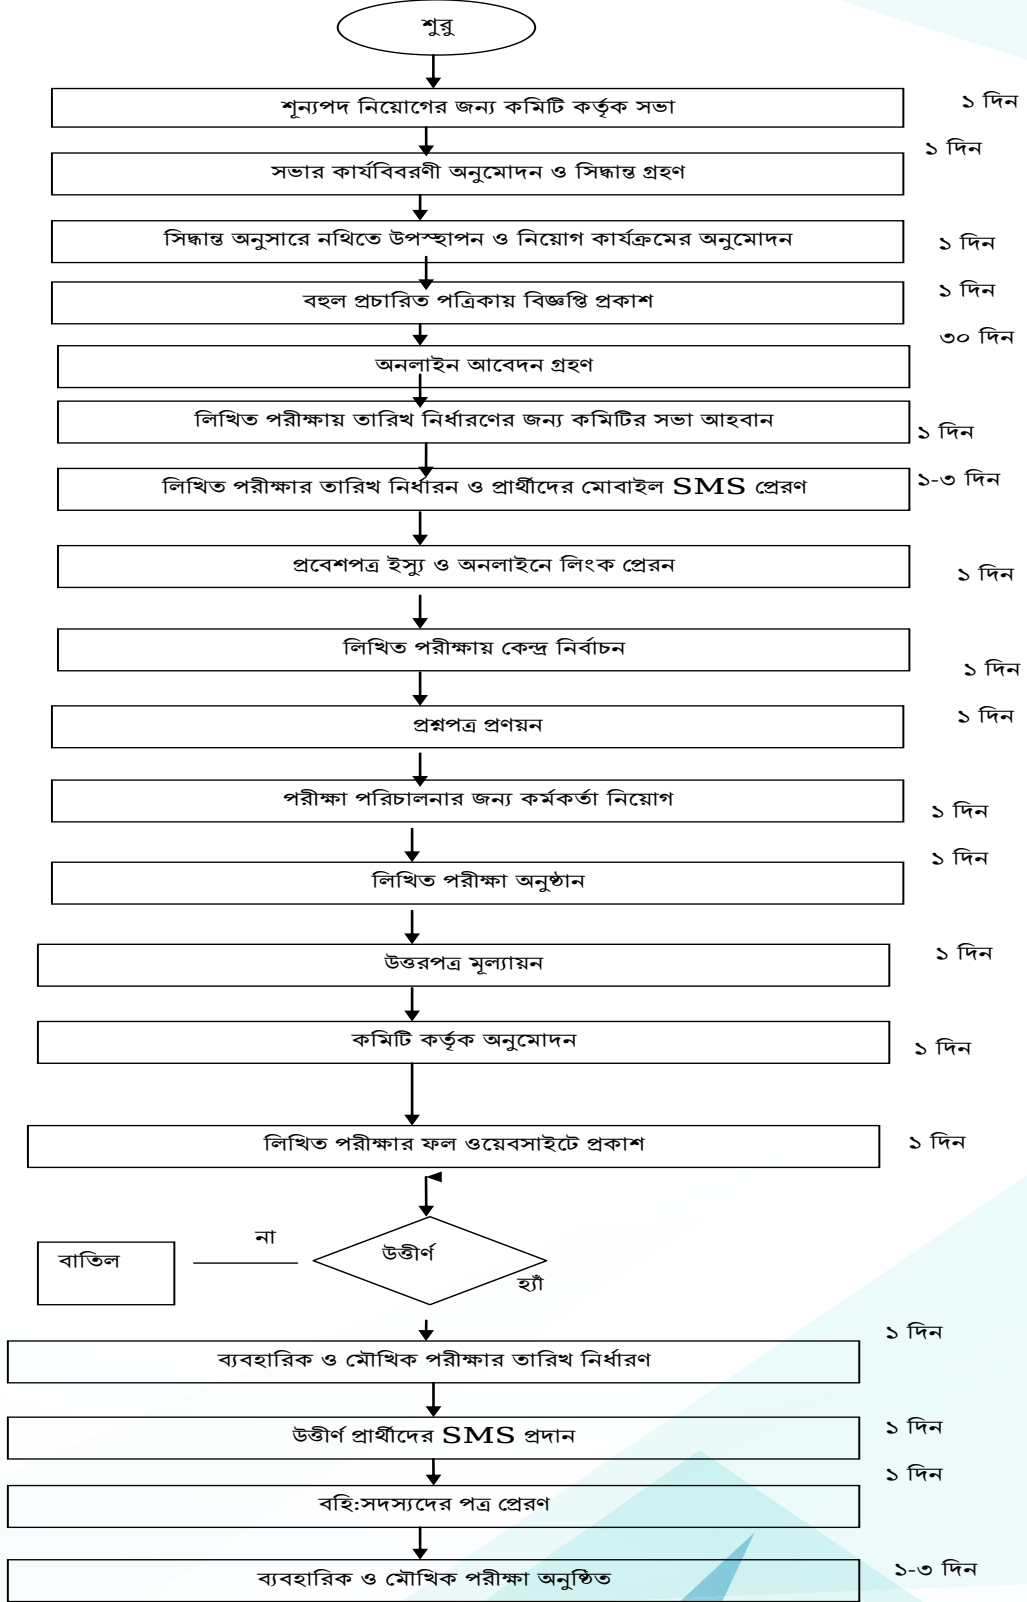 শুরু
শূন্যপদ নিয়োগের জন্য কমিটি কর্তৃক সভা
১ দিন
১ দিন
সভার কার্যবিবরণী অনুমোদন ও সিদ্ধান্ত গ্রহণ
সিদ্ধান্ত অনুসারে নথিতে উপস্হাপন ও নিয়োগ কার্যক্রমের অনুমোদন
১ দিন
বহুল প্রচারিত পত্রিকায় বিজ্ঞপ্তি প্রকাশ
১ দিন
৩০ দিন
অনলাইন আবেদন গ্রহণ
লিখিত পরীক্ষায় তারিখ নির্ধারণের জন্য কমিটির সভা আহবান
১ দিন
লিখিত পরীক্ষার তারিখ নির্ধারন ও প্রার্থীদের মোবাইল SMS প্রেরণ
১-৩ দিন
প্রবেশপত্র ইস্যু ও অনলাইনে লিংক প্রেরন
১ দিন
লিখিত পরীক্ষায় কেন্দ্র নির্বাচন
১ দিন
প্রশ্নপত্র প্রণয়ন
১ দিন
পরীক্ষা পরিচালনার জন্য কর্মকর্তা নিয়োগ
১ দিন
১ দিন
লিখিত পরীক্ষা অনুষ্ঠান
উত্তরপত্র মূল্যায়ন
১ দিন
কমিটি কর্তৃক অনুমোদন
১ দিন
লিখিত পরীক্ষার ফল ওয়েবসাইটে প্রকাশ
১ দিন
না
উত্তীর্ণ
বাতিল
হ্যাঁ
১ দিন
ব্যবহারিক ও মৌখিক পরীক্ষার তারিখ নির্ধারণ
উত্তীর্ণ প্রার্থীদের SMS প্রদান
১ দিন
১ দিন
বহি:সদস্যদের পত্র প্রেরণ
ব্যবহারিক ও মৌখিক পরীক্ষা অনুষ্ঠিত
১-৩ দিন